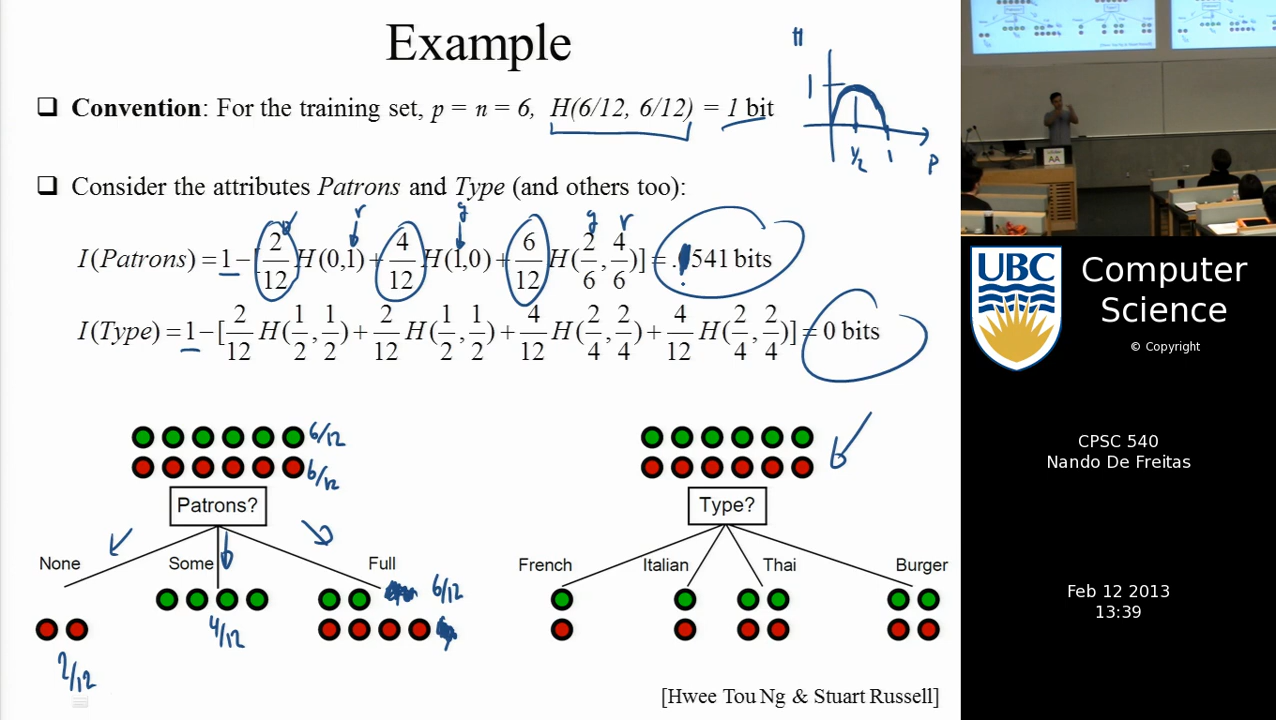 Example
❑ Convention: For the training set, p = n = 6, H(6/12, 6/12) = 1 bit
H
1
1/2 1 P
❑ Consider the attributes Patrons and Type (and others too):
r g g r
I(Patrons) = 1 − [2/12 H(0,1) + 4/12 H(1,0) + 6/12 H(2/6, 4/6)] = .541 bits
I(Type) = 1 − [2/12 H(1/2, 1/2) + 2/12 H(1/2, 1/2) + 4/12 H(2/4, 2/4) + 4/12 H(2/4, 2/4)] = 0 bits
6/12
6/12
Patrons?
None Some Full
6/12
4/12
2/12
Type?
French Italian Thai Burger
[Hwee Tou Ng & Stuart Russell]
AA
UBC
Computer
Science
© Copyright
CPSC 540
Nando De Freitas
Feb 12 2013
13:39